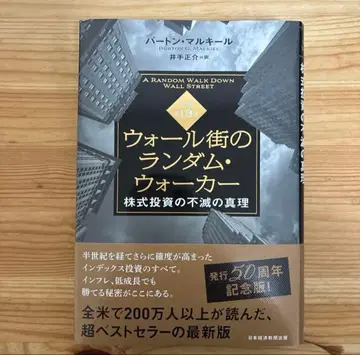 バートン・マルキール
BURTON G. MALKIEL
井手正介=訳
A RANDOM WALK DOWN
WALL STREET
ウォール街の
ランダム・
ウォーカー
株式投資の不滅の真理
半世紀を経てさらに確度が高まった
インデックス投資のすべて。
インフレ、低成長でも
勝てる秘密がここにある。
発行50周年
記念版!
全米で200万人以上が読んだ、
超ベストセラーの最新版
日本経済新聞出版